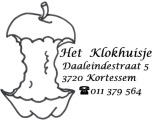 Het Klokhuisje
Daaleindestraat 5
3720 Kortessem
☎011 379 564